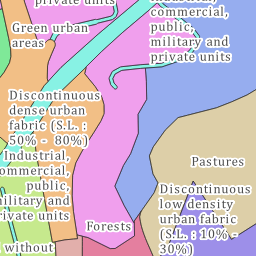 private units
Green urban
areas
Industrial,
commercial,
public,
military and
private units
Discontinuous
dense urban
fabric (S.L. :
50% - 80%)
Industrial,
commercial,
public,
military and
private units
Pastures
Discontinuous
low density
urban fabric
(S.L. : 10% -
30%)
Forests
without